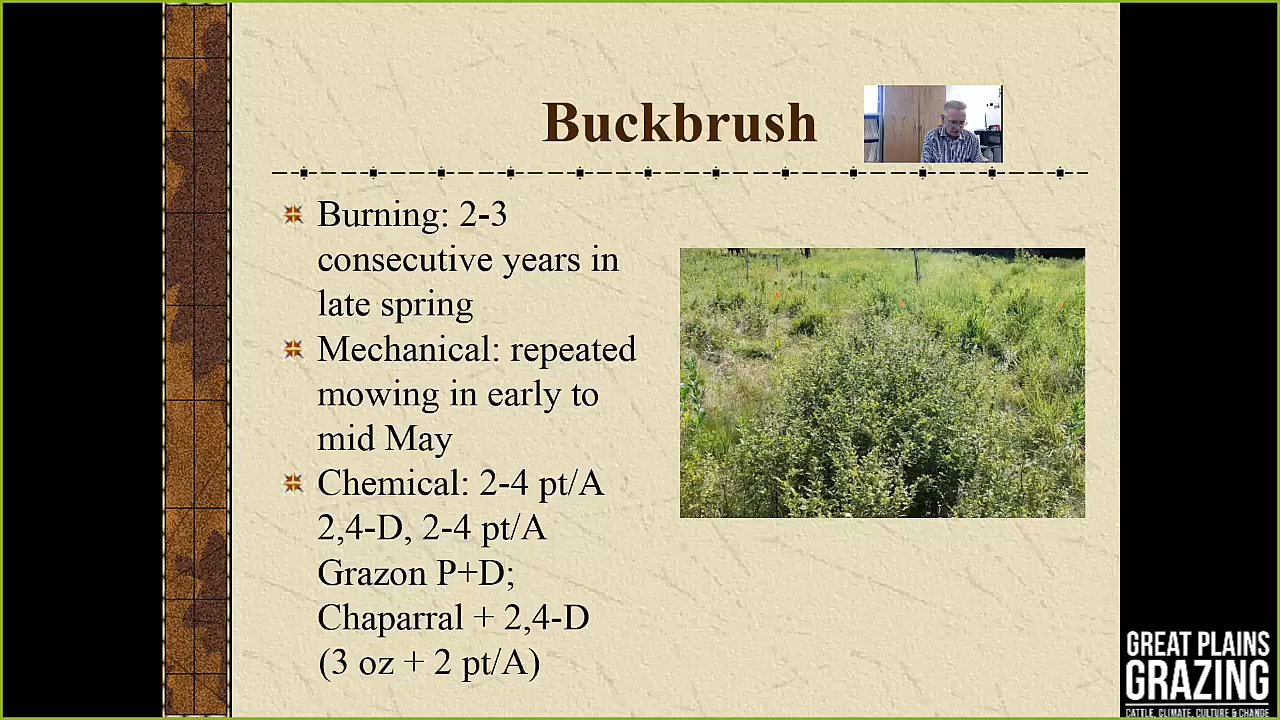 Buckbrush
Burning: 2-3
consecutive years in
late spring
Mechanical: repeated
mowing in early to
mid May
Chemical: 2-4 pt/A
2,4-D, 2-4 pt/A
Grazon P+D;
Chaparral + 2,4-D
(3 oz + 2 pt/A)
GREAT PLAINS
GRAZING
CATTLE, CLIMATE, CULTURE & CHANGE